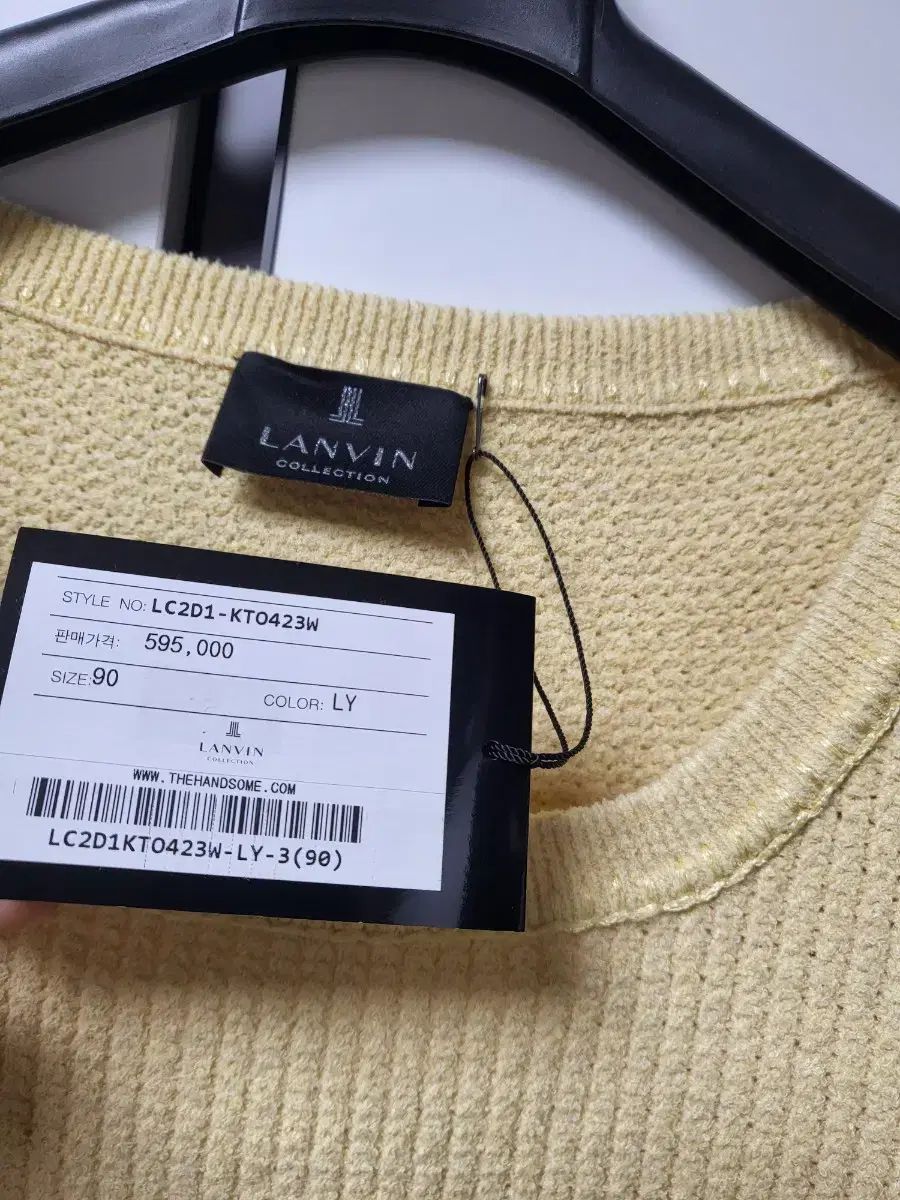 LANVIN
COLLECTION
STYLE NO: LC2D1-KTO423W
판매가격: 595,000
SIZE:90
COLOR: LY
LANVIN
COLLECTION
WWW.THEHANDSOME.COM
LC2D1KTO423W-LY-3(90)